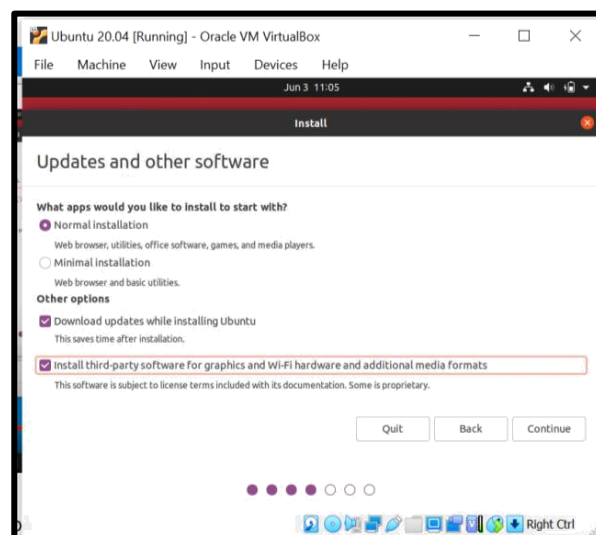 Ubuntu 20.04 [Running] - Oracle VM VirtualBox
File Machine View Input Devices Help
Jun 3 11:05
Install
Updates and other software
What apps would you like to install to start with?
Normal installation
Web browser, utilities, office software, games, and media players.
Minimal installation
Web browser and basic utilities.
Other options
Download updates while installing Ubuntu
This saves time after installation.
Install third-party software for graphics and Wi-Fi hardware and additional media formats
This software is subject to license terms included with its documentation. Some is proprietary.
Quit Back Continue
Right Ctrl